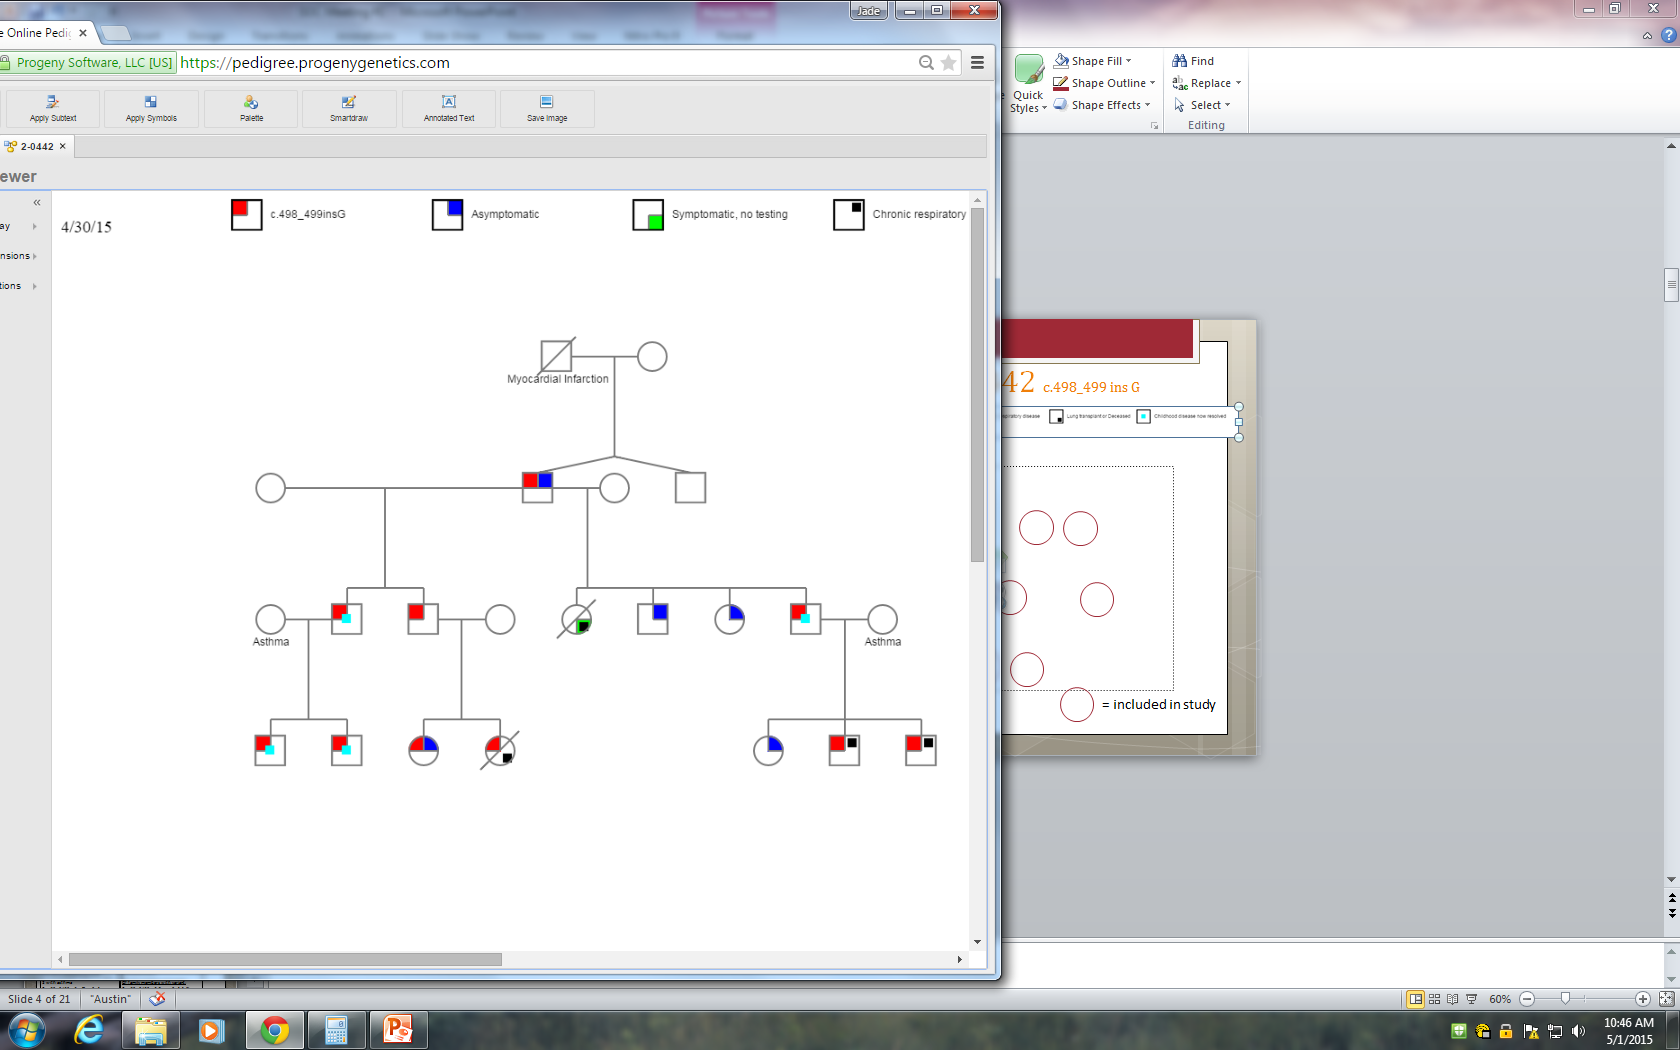 Jade
e Online Pedi
Progeny Software, LLC [US] https://pedigree.progenygenetics.com
Apply Subtext
Apply Symbols
Palette
Smartdraw
Annotated Text
Save Image
2-0442
ewer
ay
nsions
tions
4/30/15
c.498_499insG
Asymptomatic
Symptomatic, no testing
Chronic respiratory
Myocardial Infarction
Asthma
Asthma
Quick
Styles
Shape Fill
Shape Outline
Shape Effects
Find
Replace
Select
Editing
42 c.498_499 ins G
piratory disease
Lung transplant or Deceased
Childhood disease now resolved
= included in study
Slide 4 of 21
"Austin"
60%
10:46 AM
5/1/2015